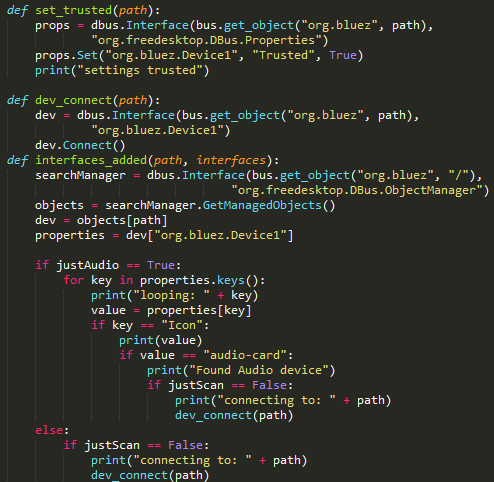 def set_trusted(path):
    props = dbus.Interface(bus.get_object("org.bluez", path),
            "org.freedesktop.DBus.Properties")
    props.Set("org.bluez.Device1", "Trusted", True)
    print("settings trusted")

def dev_connect(path):
    dev = dbus.Interface(bus.get_object("org.bluez", path),
            "org.bluez.Device1")
    dev.Connect()
def interfaces_added(path, interfaces):
    searchManager = dbus.Interface(bus.get_object("org.bluez", "/"),
                                "org.freedesktop.DBus.ObjectManager")
    objects = searchManager.GetManagedObjects()
    dev = objects[path]
    properties = dev["org.bluez.Device1"]

    if justAudio == True:
        for key in properties.keys():
            print("looping: " + key)
            value = properties[key]
            if key == "Icon":
                print(value)
                if value == "audio-card":
                    print("Found Audio device")
                    if justScan == False:
                        print("connecting to: " + path)
                        dev_connect(path)
    else:
        if justScan == False:
            print("connecting to: " + path)
            dev_connect(path)